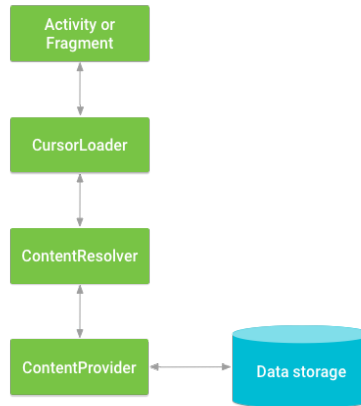 Activity or
Fragment
CursorLoader
ContentResolver
ContentProvider
Data storage